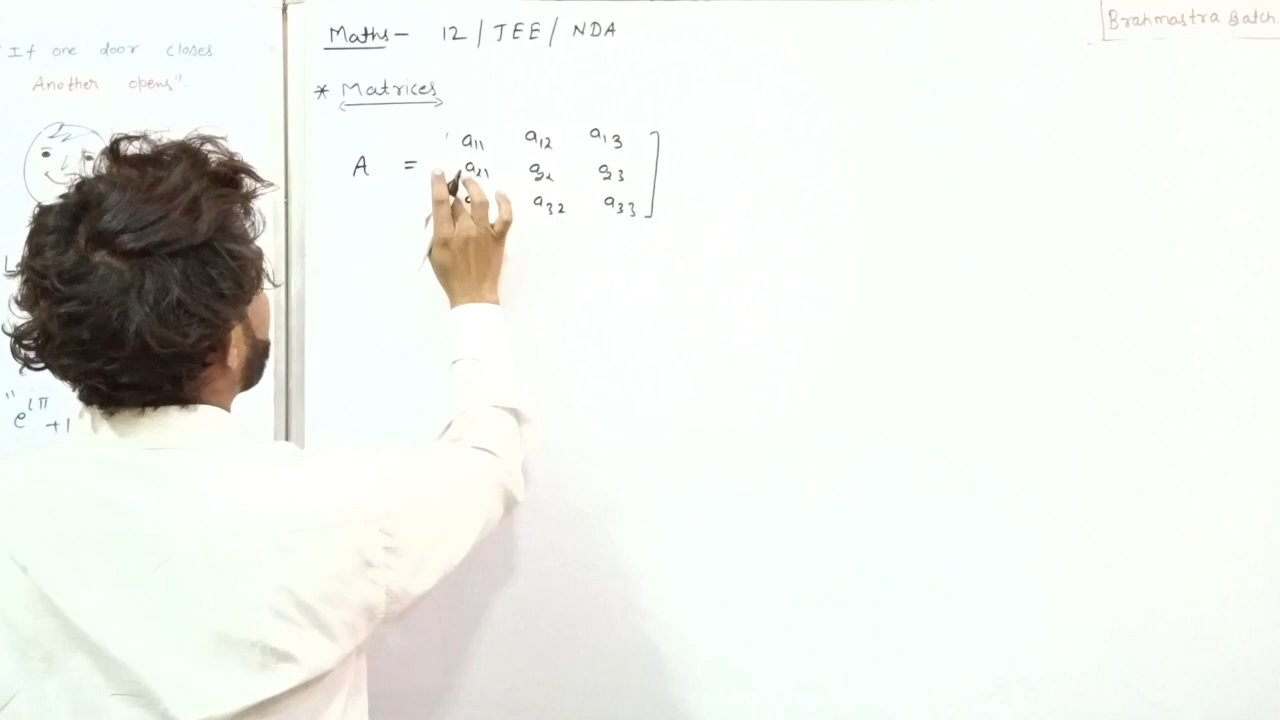 "If one door closes
Another opens".
"e^iπ +1
Maths - 12 / JEE / NDA
Brahmastra Batch
* Matrices
a11 a12 a13
A = a21 a22 a23
a32 a33